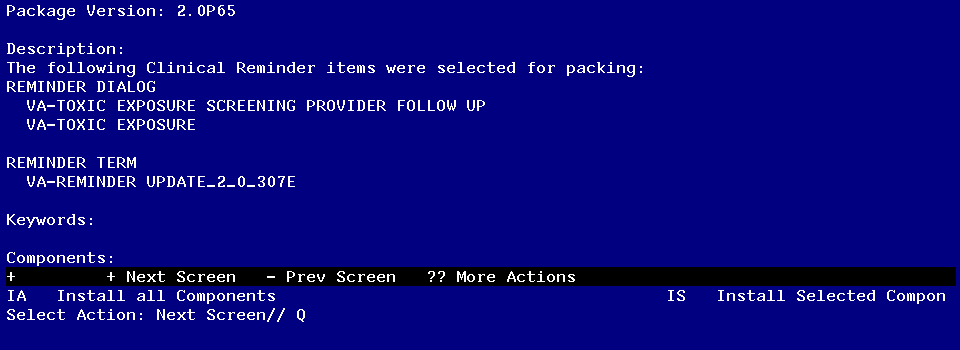 Package Version: 2.0P65
Description:
The following Clinical Reminder items were selected for packing:
REMINDER DIALOG
VA-TOXIC EXPOSURE SCREENING PROVIDER FOLLOW UP
VA-TOXIC EXPOSURE
REMINDER TERM
VA-REMINDER UPDATE_2_0_307E
Keywords:
Components:
+ + Next Screen - Prev Screen ?? More Actions
IA Install all Components IS Install Selected Compon
Select Action: Next Screen// Q